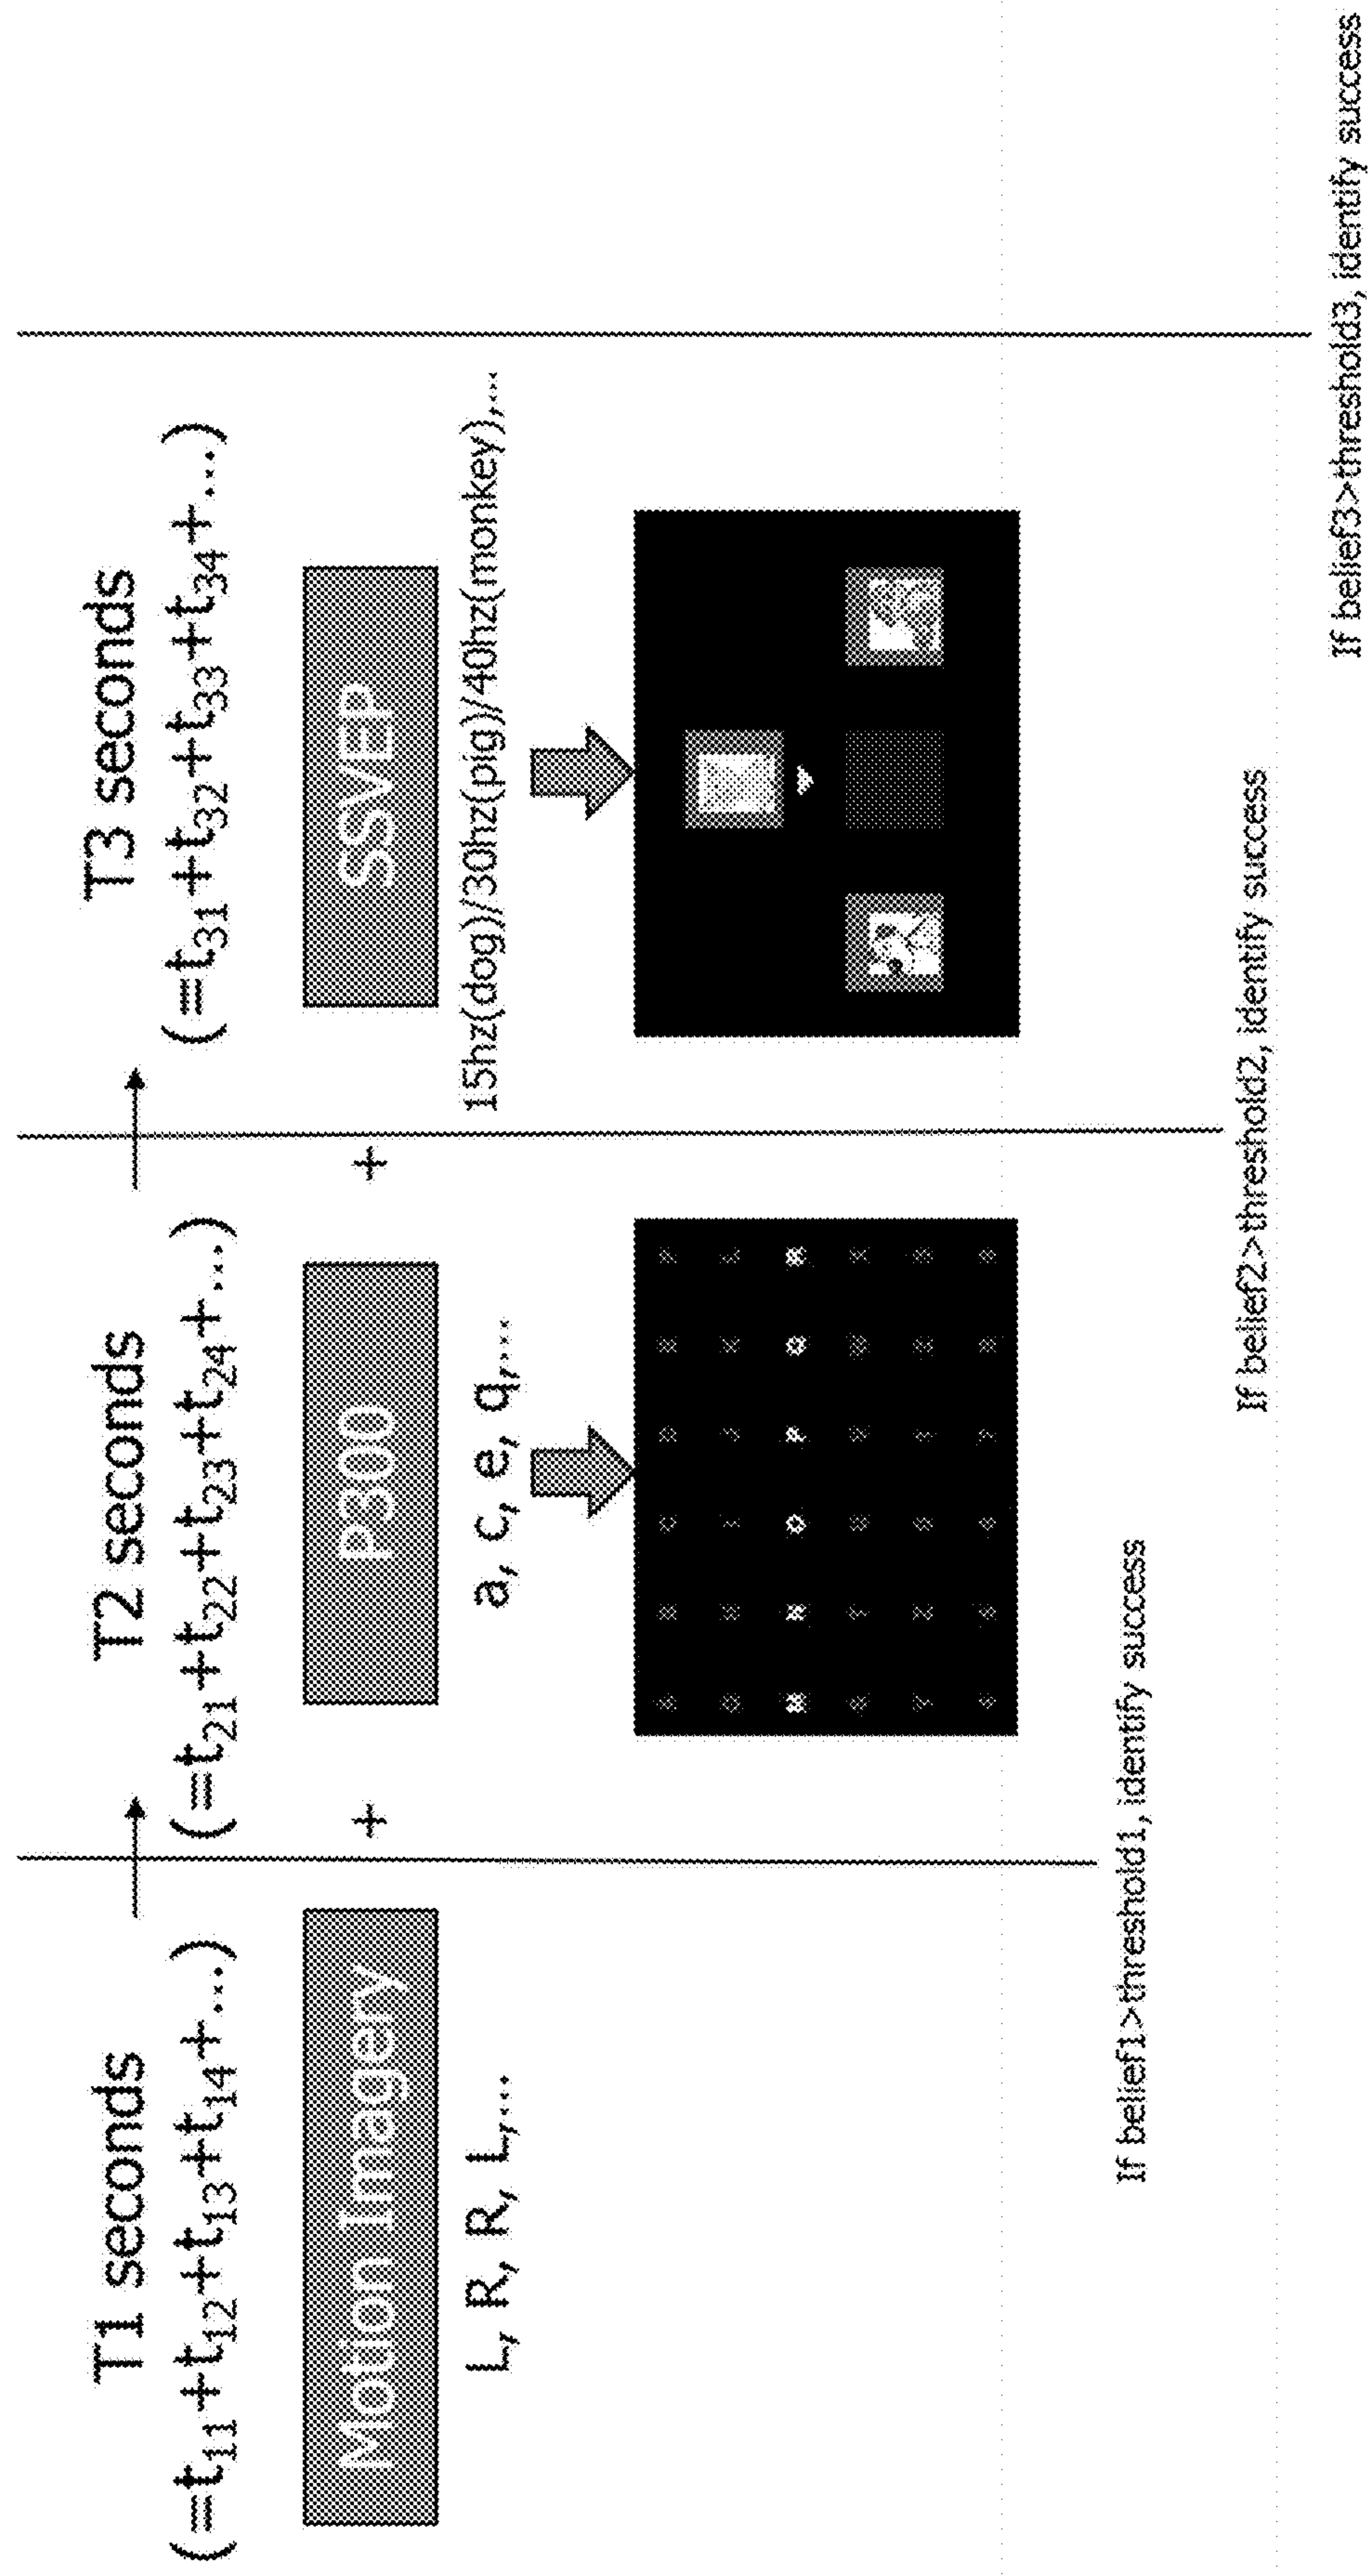 T1 seconds
(=t11+t12+t13+t14+...)
Motion Imagery
L, R, R, L,...
If belief1>threshold1, identify success
+
T2 seconds
(=t21+t22+t23+t24+...)
P300
a, c, e, q,...
M N O P Q R
If belief2>threshold2, identify success
+
T3 seconds
(=t31+t32+t33+t34+...)
SSVEP
15hz(dog)/30hz(pig)/40hz(monkey),...
If belief3>threshold3, identify success